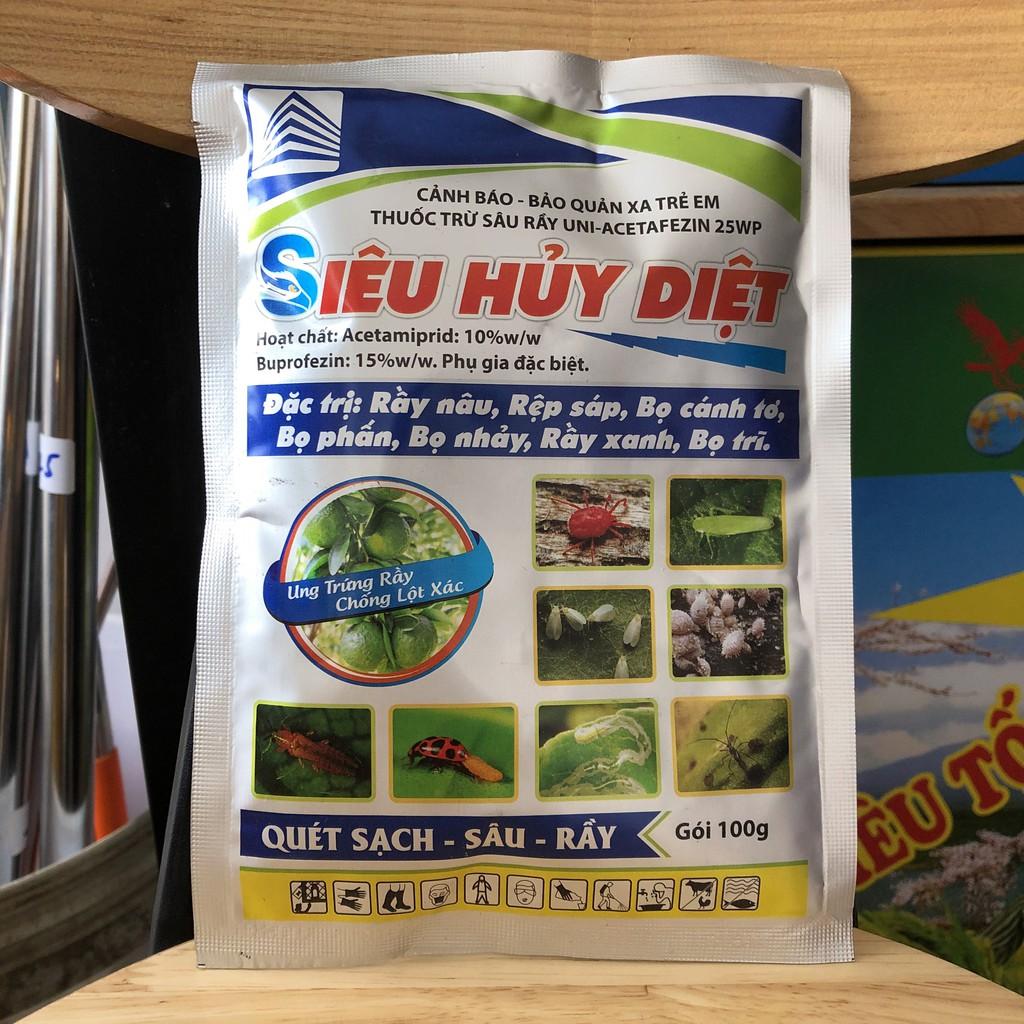 CẢNH BÁO - BẢO QUẢN XA TRẺ EM
THUỐC TRỪ SÂU RẦY UNI-ACETAFEZIN 25WP
SIÊU HỦY DIỆT
Hoạt chất: Acetamiprid: 10%w/w
Buprofezin: 15%w/w. Phụ gia đặc biệt.
Đặc trị: Rầy nâu, Rệp sáp, Bọ cánh tơ,
Bọ phấn, Bọ nhảy, Rầy xanh, Bọ trĩ.
Ung Trứng Rầy
Chống Lột Xác
QUÉT SẠCH - SÂU - RẦY
Gói 100g